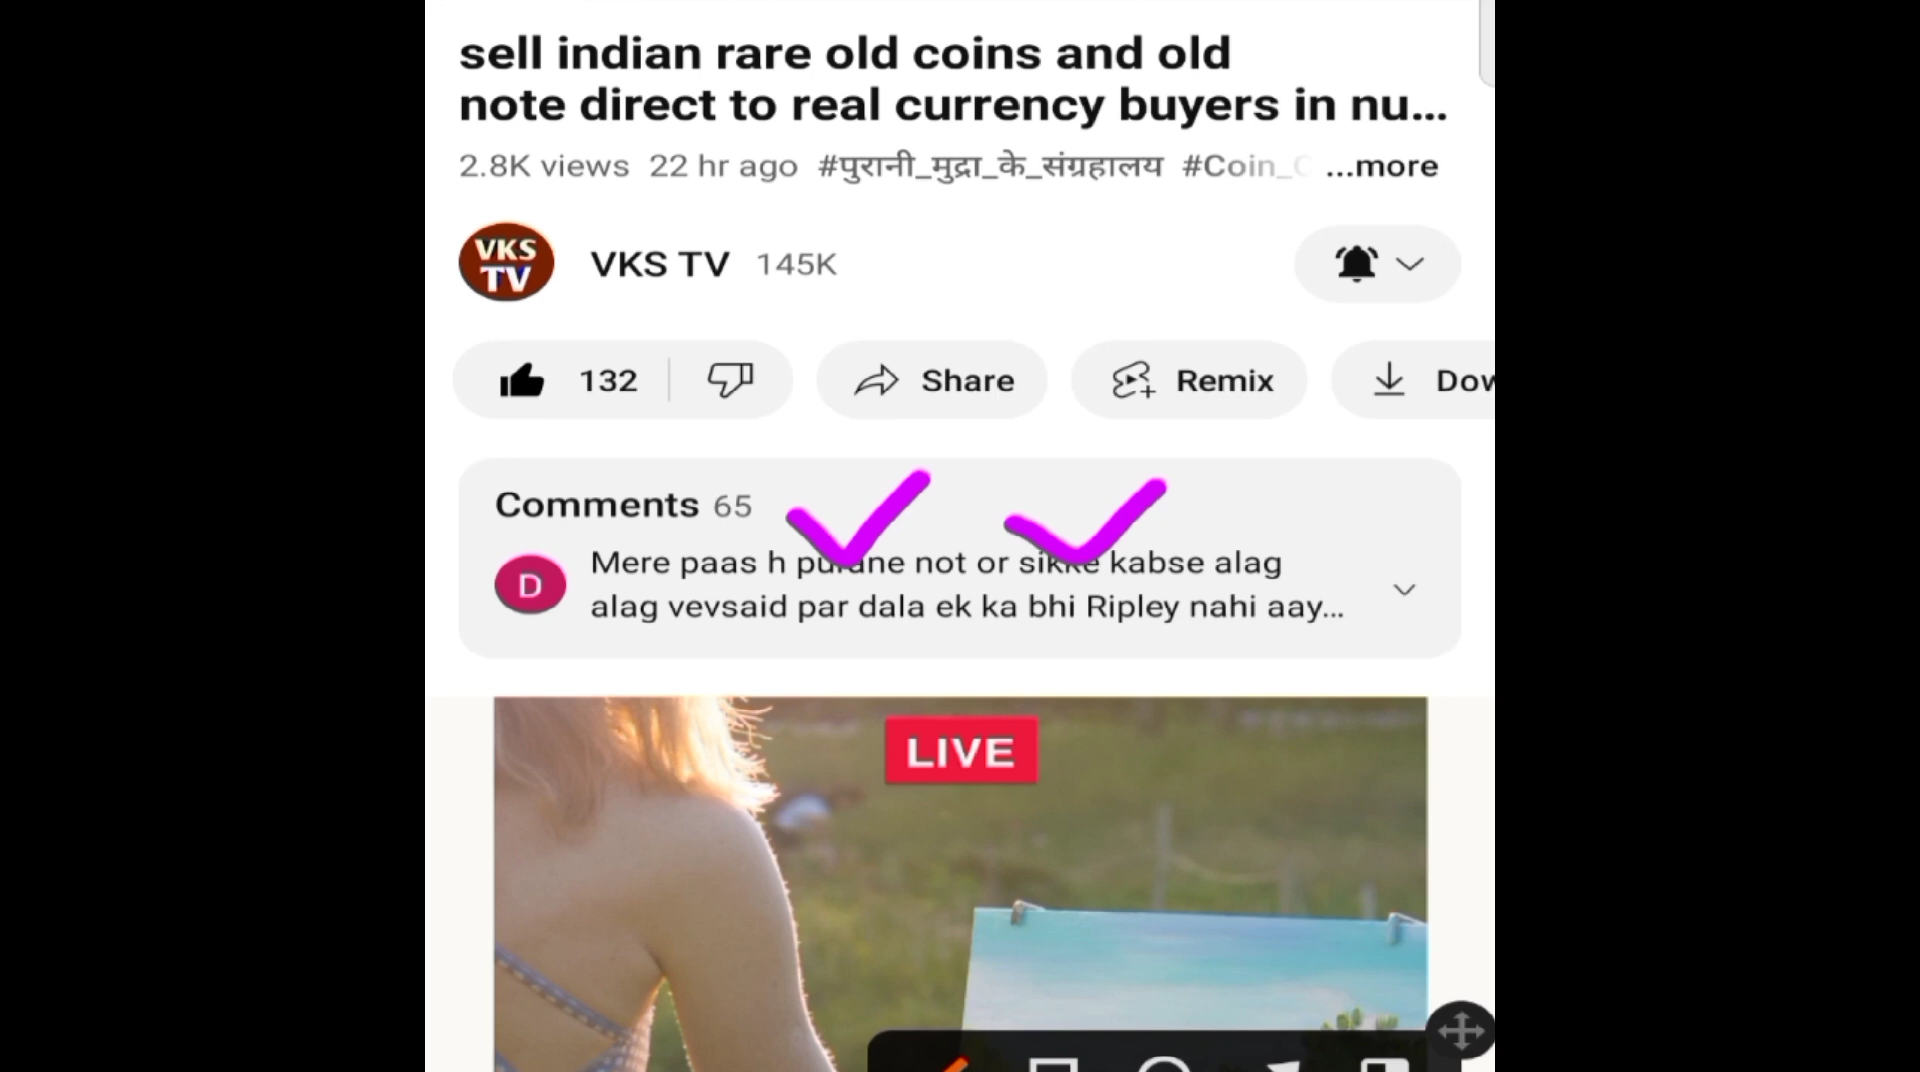 sell indian rare old coins and old
note direct to real currency buyers in nu...
2.8K views 22 hr ago #पुरानी_मुद्रा_के_संग्रहालय #Coin_C ...more
VKS
TV
VKS TV 145K
132 Share Remix Dow
Comments 65
D
Mere paas h purane not or sikke kabse alag
alag vevsaid par dala ek ka bhi Ripley nahi aay...
LIVE